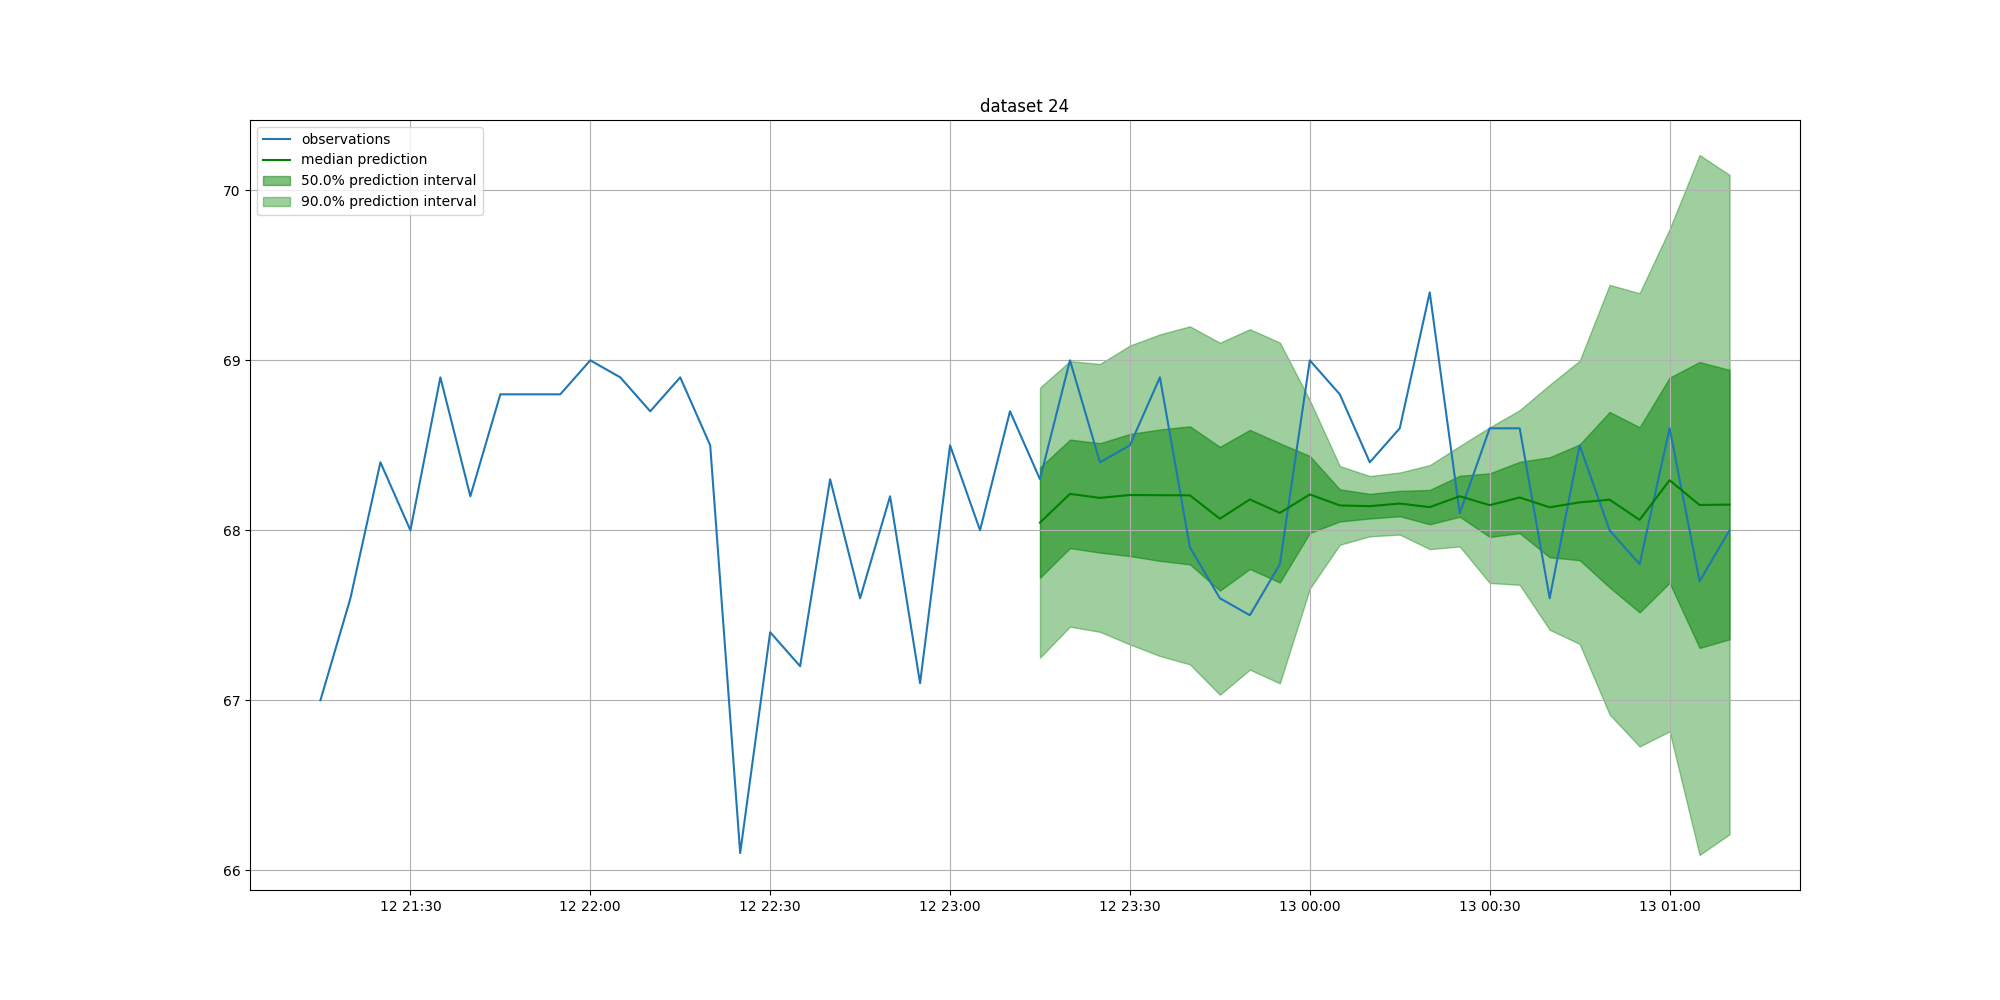 dataset 24
observations
median prediction
50.0% prediction interval
90.0% prediction interval
70
69
68
67
66
12 21:30
12 22:00
12 22:30
12 23:00
12 23:30
13 00:00
13 00:30
13 01:00